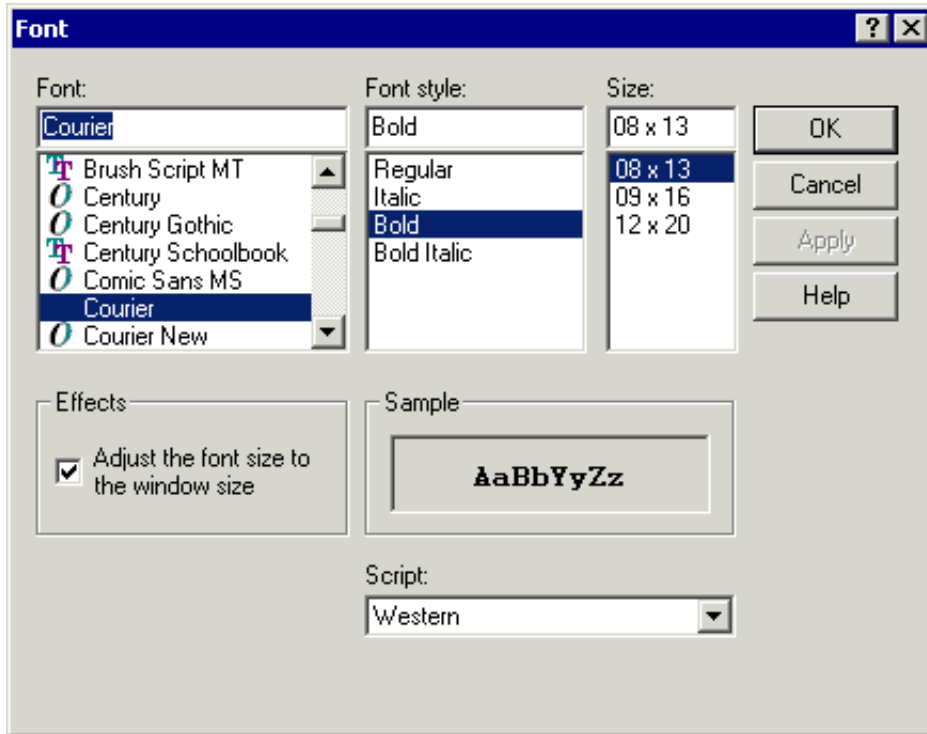 Font
Font: Font style: Size:
Courier Bold 08 x 13 OK
Brush Script MT Regular 08 x 13
Century Italic 09 x 16 Cancel
Century Gothic Bold 12 x 20
Century Schoolbook Bold Italic Apply
Comic Sans MS
Courier Help
Courier New
Effects Sample
Adjust the font size to
the window size
AaBbYyZz
Script:
Western